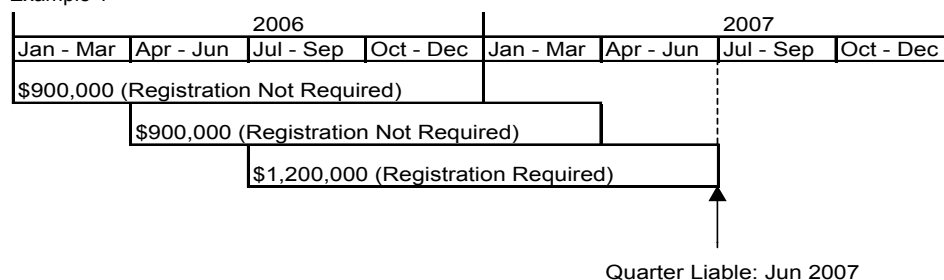 Example 1
2006 2007
Jan - Mar Apr - Jun Jul - Sep Oct - Dec Jan - Mar Apr - Jun Jul - Sep Oct - Dec
$900,000 (Registration Not Required)
$900,000 (Registration Not Required)
$1,200,000 (Registration Required)
Quarter Liable: Jun 2007